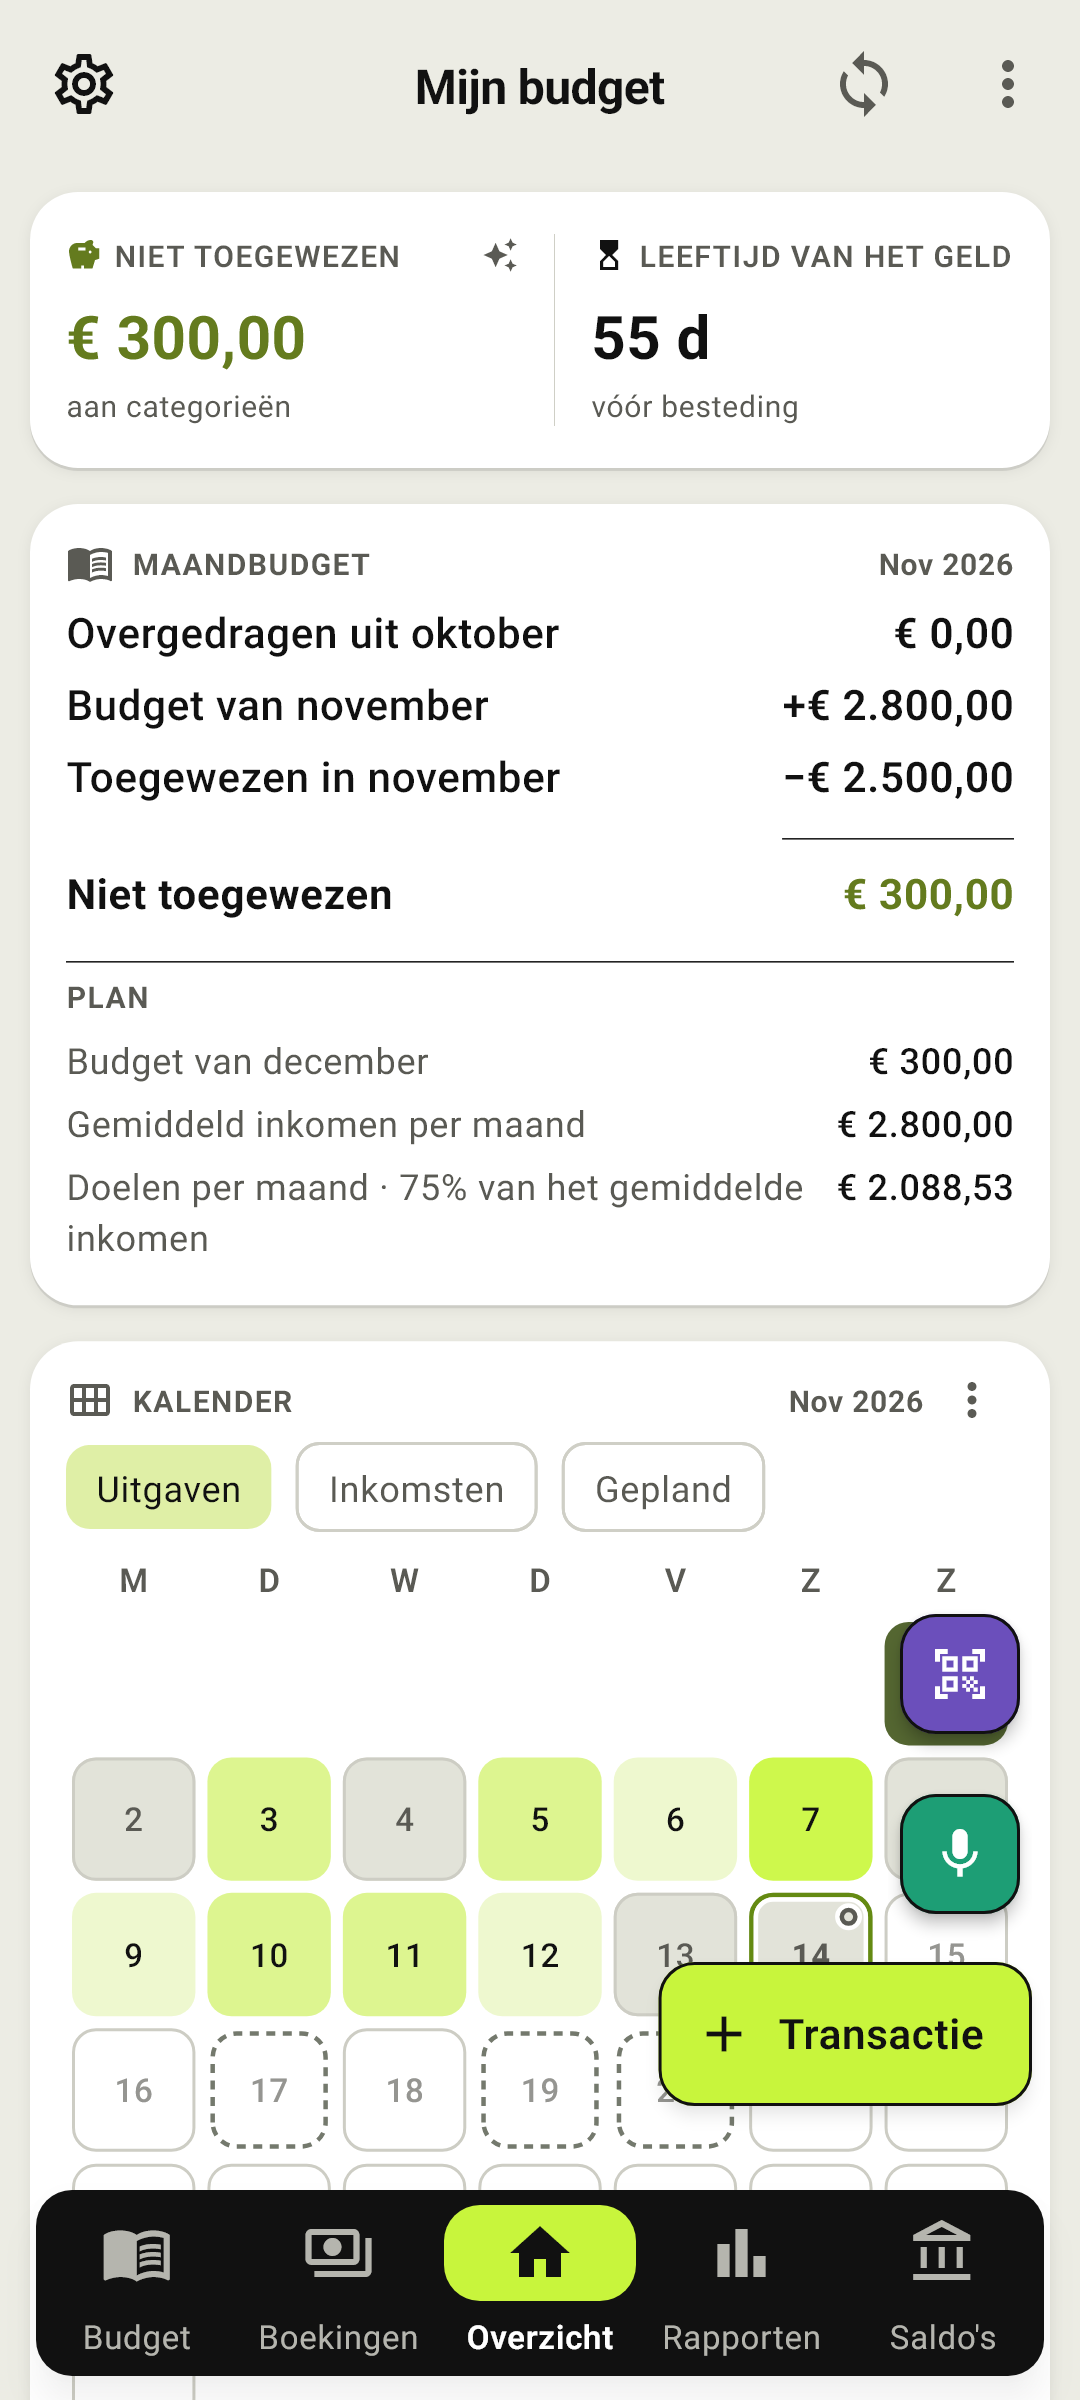 Mijn budget
NIET TOEGEWEZEN
€ 300,00
aan categorieën
LEEFTIJD VAN HET GELD
55 d
vóór besteding
MAANDBUDGET
Nov 2026
Overgedragen uit oktober
€ 0,00
Budget van november
+€ 2.800,00
Toegewezen in november
−€ 2.500,00
Niet toegewezen
€ 300,00
PLAN
Budget van december
€ 300,00
Gemiddeld inkomen per maand
€ 2.800,00
Doelen per maand · 75% van het gemiddelde
inkomen
€ 2.088,53
KALENDER
Nov 2026
Uitgaven
Inkomsten
Gepland
M D W D V Z Z
2 3 4 5 6 7
9 10 11 12 13 14 15
16 17 18 19
Transactie
Budget
Boekingen
Overzicht
Rapporten
Saldo's